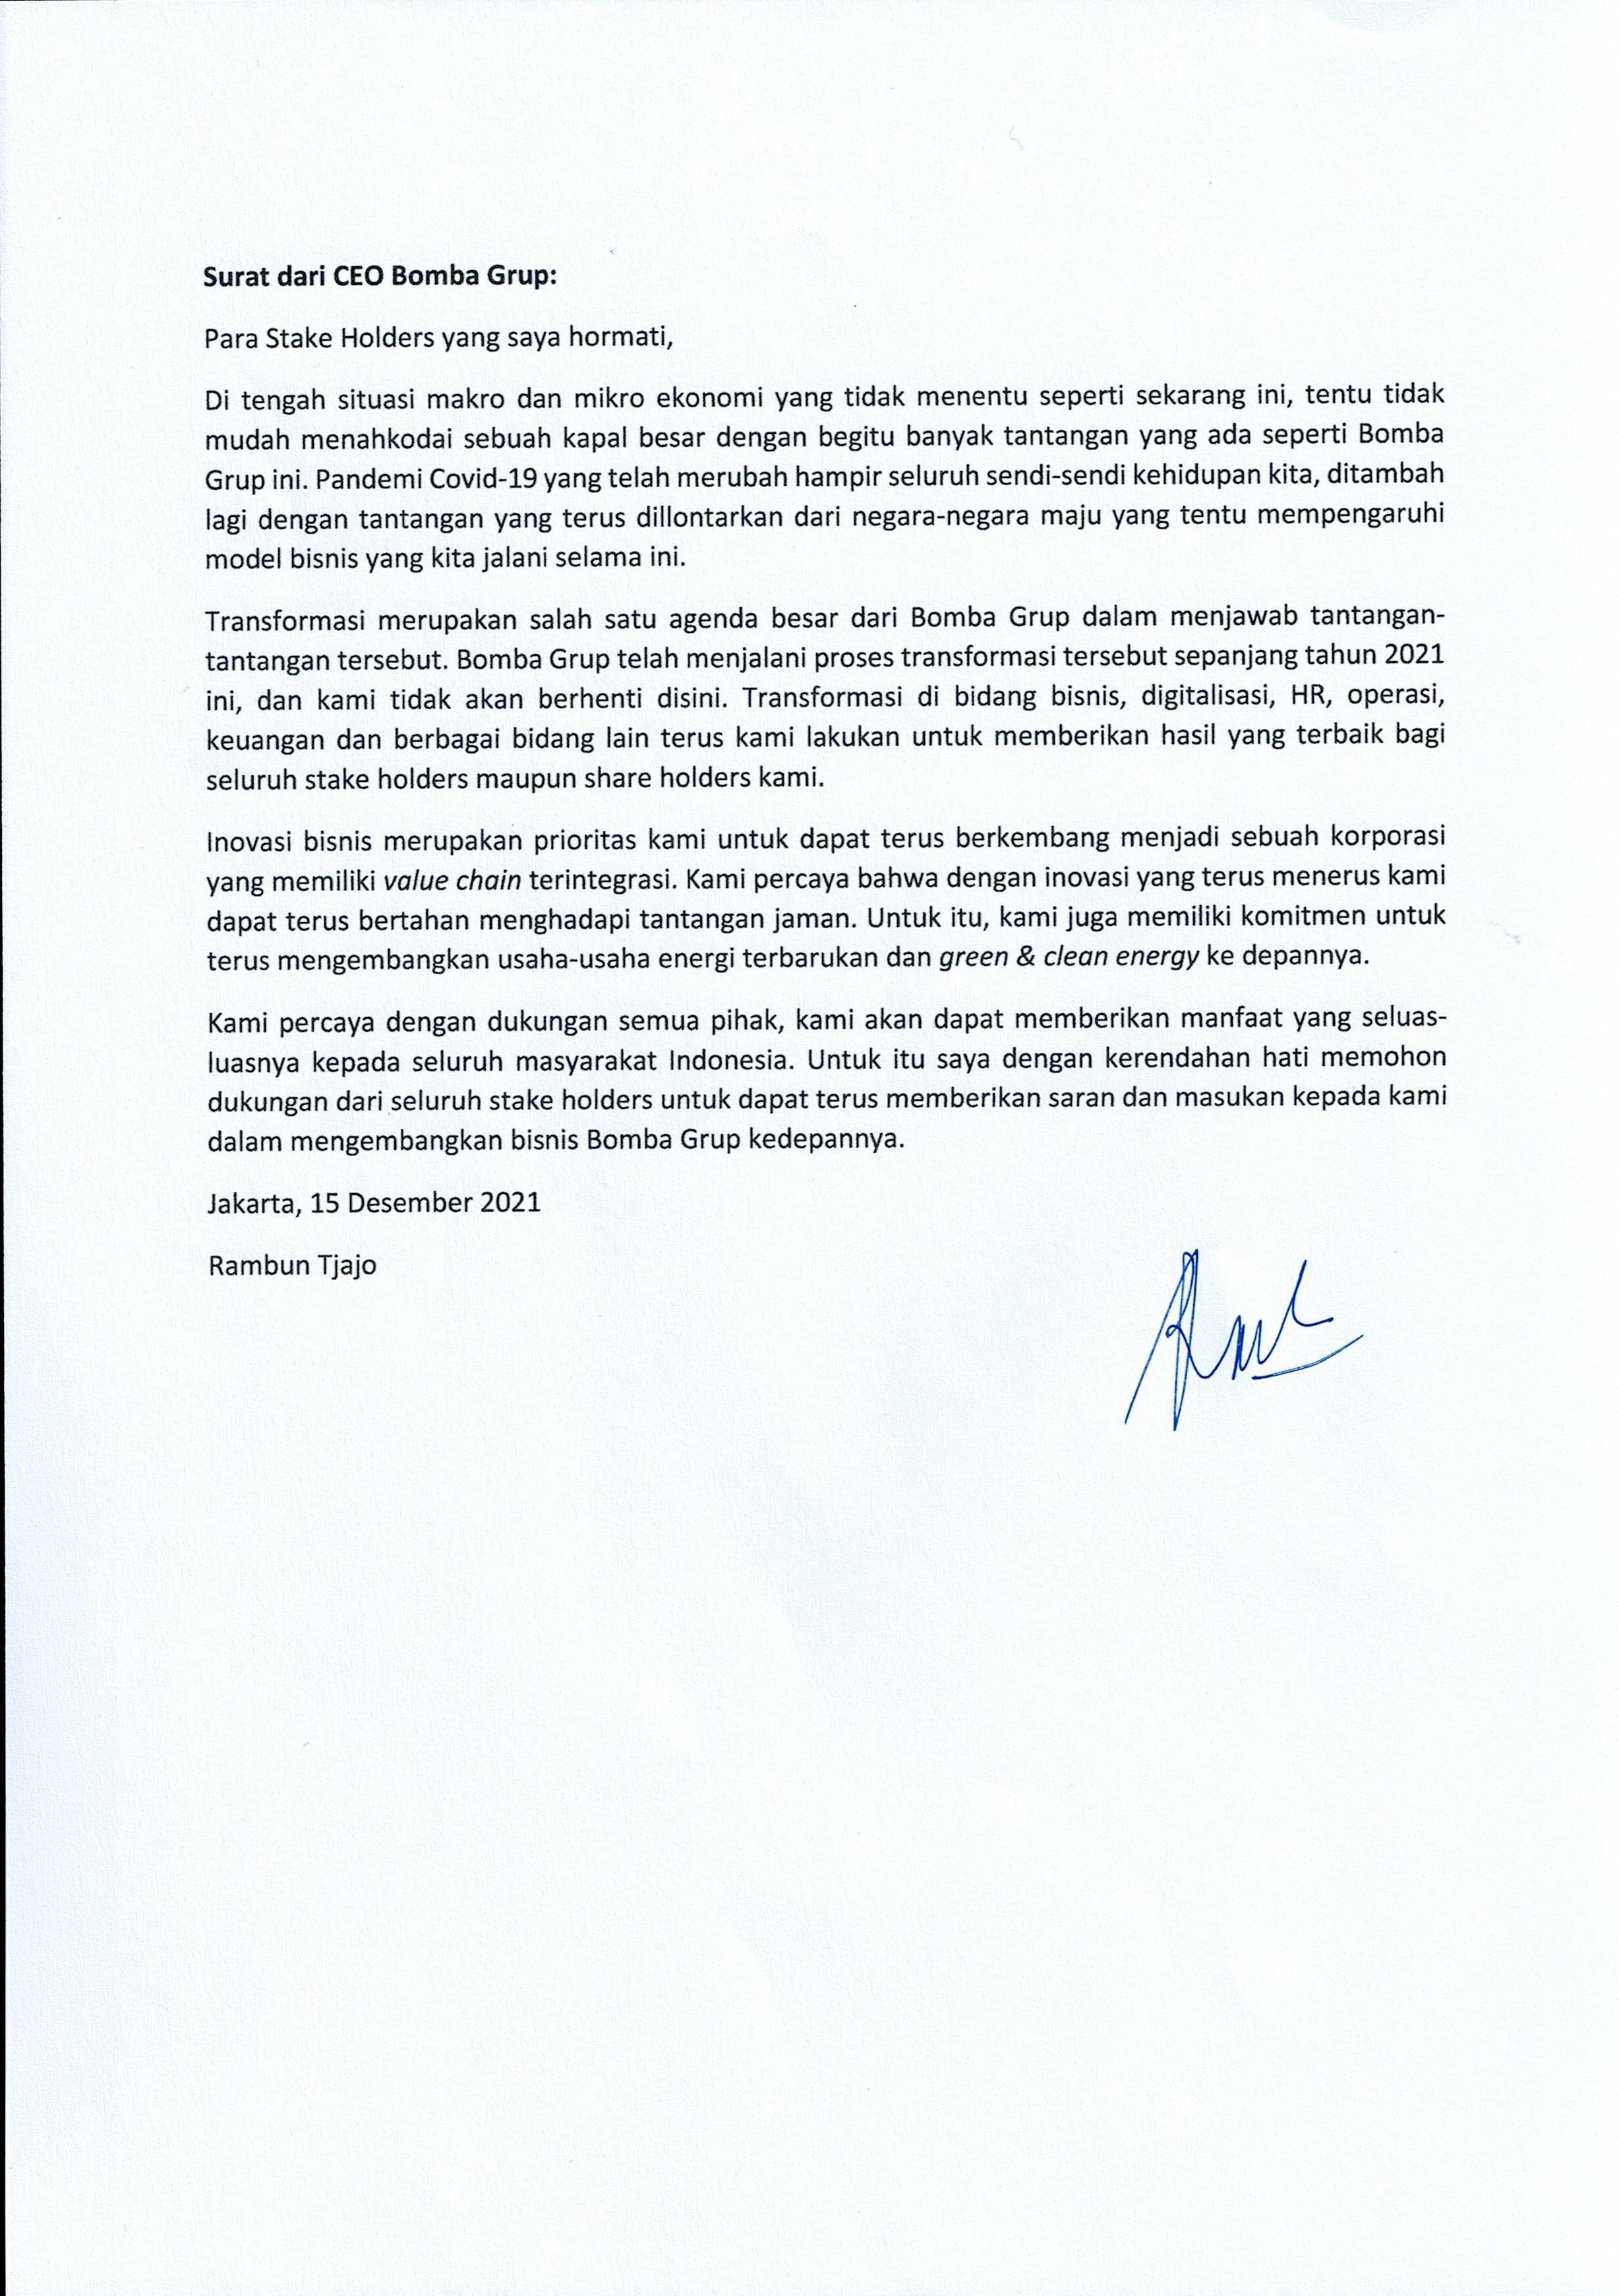 Surat dari CEO Bomba Grup:
Para Stake Holders yang saya hormati,
Di tengah situasi makro dan mikro ekonomi yang tidak menentu seperti sekarang ini, tentu tidak
mudah menahkodai sebuah kapal besar dengan begitu banyak tantangan yang ada seperti Bomba
Grup ini. Pandemi Covid-19 yang telah merubah hampir seluruh sendi-sendi kehidupan kita, ditambah
lagi dengan tantangan yang terus dillontarkan dari negara-negara maju yang tentu mempengaruhi
model bisnis yang kita jalani selama ini.
Transformasi merupakan salah satu agenda besar dari Bomba Grup dalam menjawab tantangan-
tantangan tersebut. Bomba Grup telah menjalani proses transformasi tersebut sepanjang tahun 2021
ini, dan kami tidak akan berhenti disini. Transformasi di bidang bisnis, digitalisasi, HR, operasi,
keuangan dan berbagai bidang lain terus kami lakukan untuk memberikan hasil yang terbaik bagi
seluruh stake holders maupun share holders kami.
Inovasi bisnis merupakan prioritas kami untuk dapat terus berkembang menjadi sebuah korporasi
yang memiliki value chain terintegrasi. Kami percaya bahwa dengan inovasi yang terus menerus kami
dapat terus bertahan menghadapi tantangan jaman. Untuk itu, kami juga memiliki komitmen untuk
terus mengembangkan usaha-usaha energi terbarukan dan green & clean energy ke depannya.
Kami percaya dengan dukungan semua pihak, kami akan dapat memberikan manfaat yang seluas-
luasnya kepada seluruh masyarakat Indonesia. Untuk itu saya dengan kerendahan hati memohon
dukungan dari seluruh stake holders untuk dapat terus memberikan saran dan masukan kepada kami
dalam mengembangkan bisnis Bomba Grup kedepannya.
Jakarta, 15 Desember 2021
Rambun Tjajo